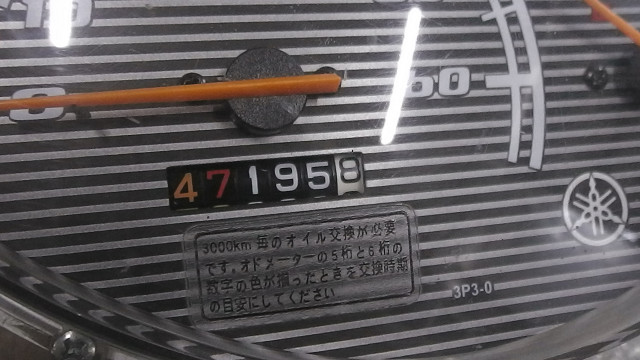 0
60
471958
3000km 毎のオイル交換が必要
です。オドメーターの5桁と6桁の
数字の色が揃ったときを交換時期
の目安にしてください
3P3-0